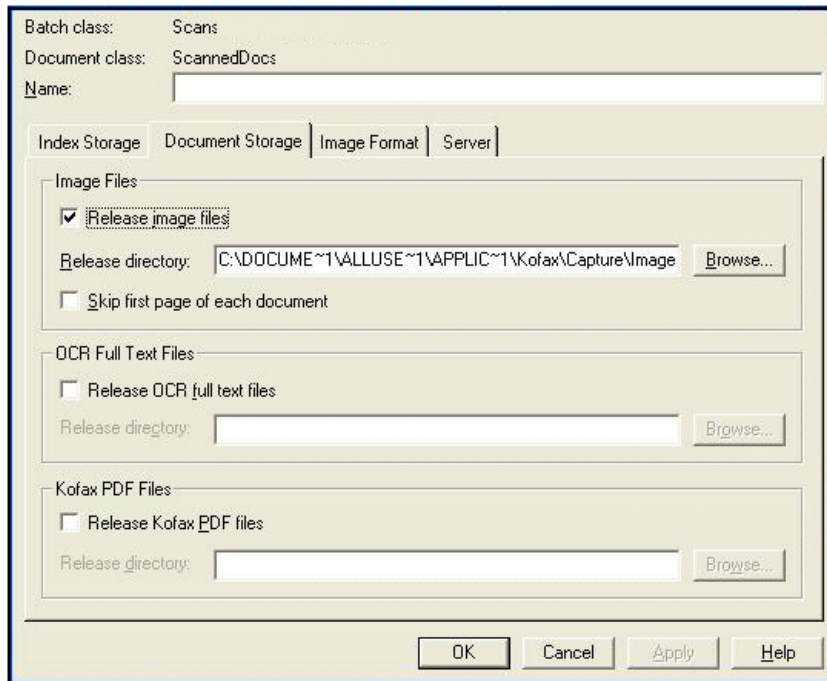 Batch class: Scans
Document class: ScannedDocs
Name:
Index Storage Document Storage Image Format Server
Image Files
Release image files
Release directory: C:\DOCUME~1\ALLUSE~1\APPLIC~1\Kofax\Capture\Image Browse...
Skip first page of each document
OCR Full Text Files
Release OCR full text files
Release directory: Browse...
Kofax PDF Files
Release Kofax PDF files
Release directory: Browse...
OK Cancel Apply Help